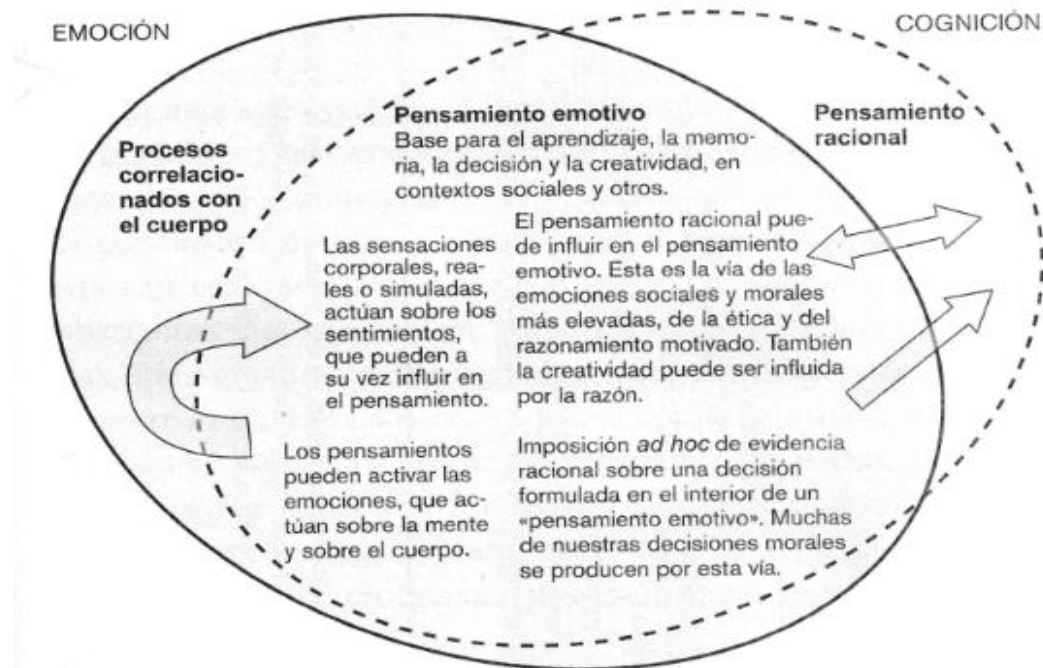 EMOCIÓN
COGNICIÓN
Pensamiento emotivo
Base para el aprendizaje, la memo-
ria, la decisión y la creatividad, en
contextos sociales y otros.
Pensamiento
racional
Procesos
correlacio-
nados con
el cuerpo
Las sensaciones
corporales, rea-
les o simuladas,
actúan sobre los
sentimientos,
que pueden a
su vez influir en
el pensamiento.
El pensamiento racional pue-
de influir en el pensamiento
emotivo. Esta es la vía de las
emociones sociales y morales
más elevadas, de la ética y del
razonamiento motivado. También
la creatividad puede ser influida
por la razón.
Los pensamientos
pueden activar las
emociones, que ac-
túan sobre la mente
y sobre el cuerpo.
Imposición ad hoc de evidencia
racional sobre una decisión
formulada en el interior de un
«pensamiento emotivo». Muchas
de nuestras decisiones morales
se producen por esta vía.